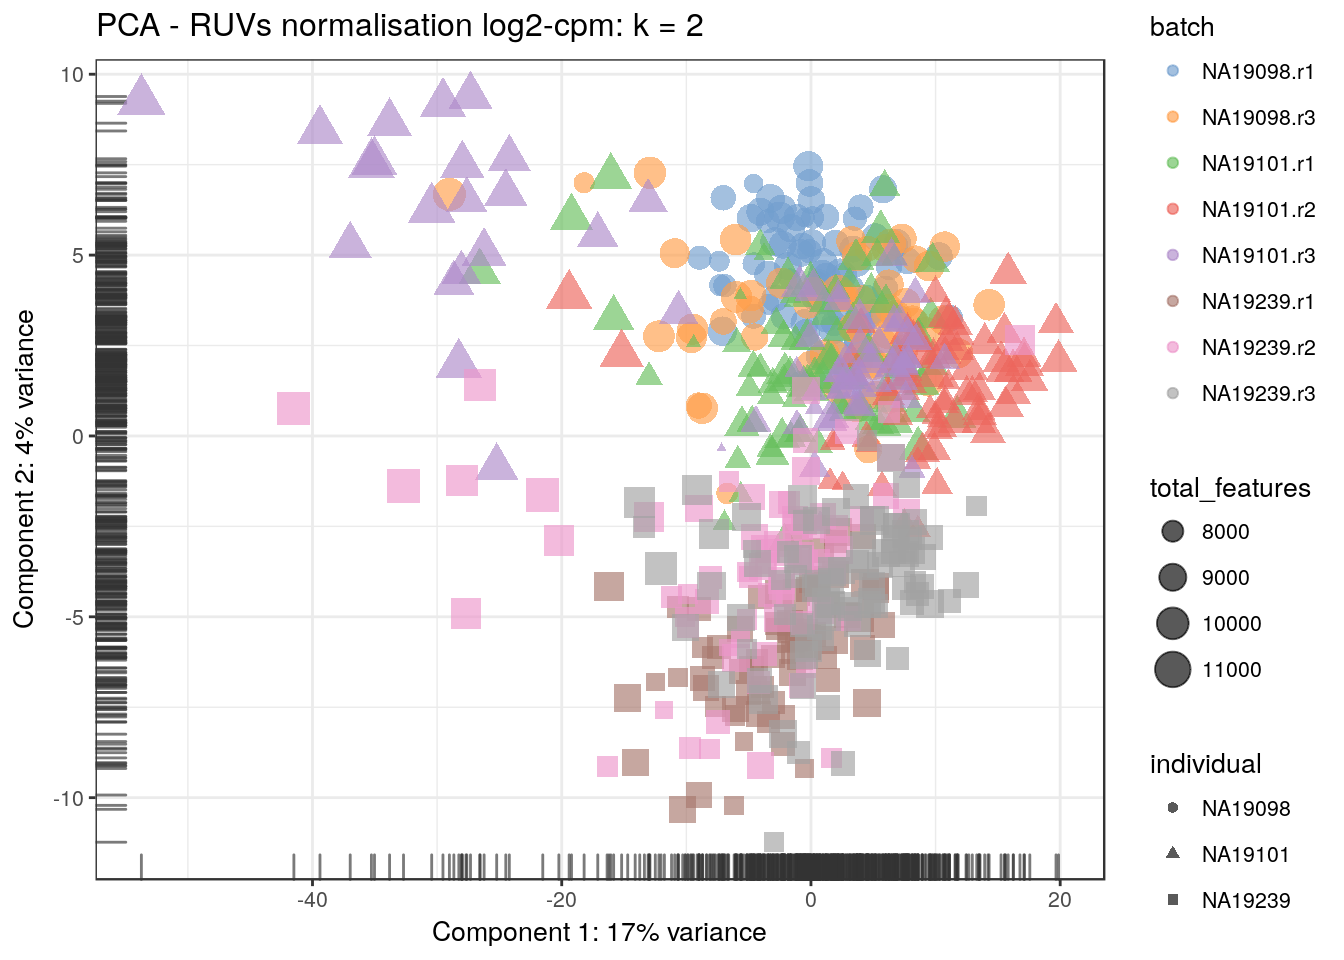 PCA - RUVs normalisation log2-cpm: k = 2
10
5
0
-5
-10
Component 2: 4% variance
-40
-20
0
20
Component 1: 17% variance
batch
NA19098.r1
NA19098.r3
NA19101.r1
NA19101.r2
NA19101.r3
NA19239.r1
NA19239.r2
NA19239.r3
total_features
8000
9000
10000
11000
individual
NA19098
NA19101
NA19239